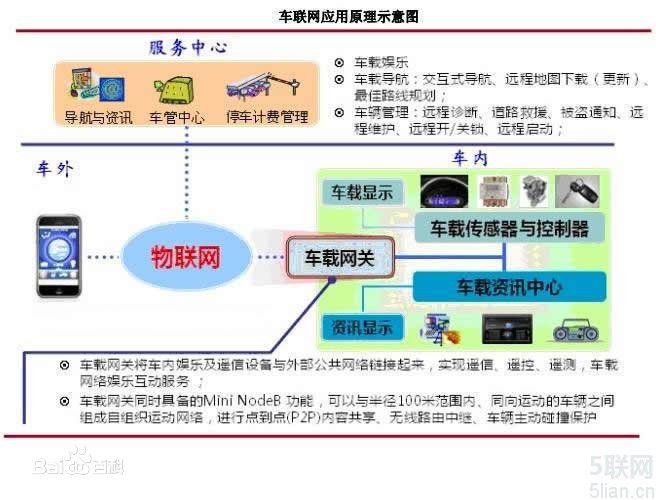 车联网应用原理示意图
服务中心
导航与资讯
车管中心
停车计费管理
车载娱乐
车载导航：交互式导航、远程地图下载（更新）、
最佳路线规划；
车辆管理：远程诊断、道路救援、被盗通知、远
程维护、远程开/关锁、远程启动；
车外
车内
车载显示
车载传感器与控制器
物联网
车载网关
车载资讯中心
资讯显示
车载网关将车内娱乐及遥信设备与外部公共网络链接起来，实现遥信、遥控、遥测，车载
网络娱乐互动服务；
车载网关同时具备的Mini NodeB 功能，可以与半径100米范围内、同向运动的车辆之间
组成自组织运动网络，进行点到点(P2P)内容共享、无线路由中继、车辆主动碰撞保护
Bai百科
5联网
5lian.cn